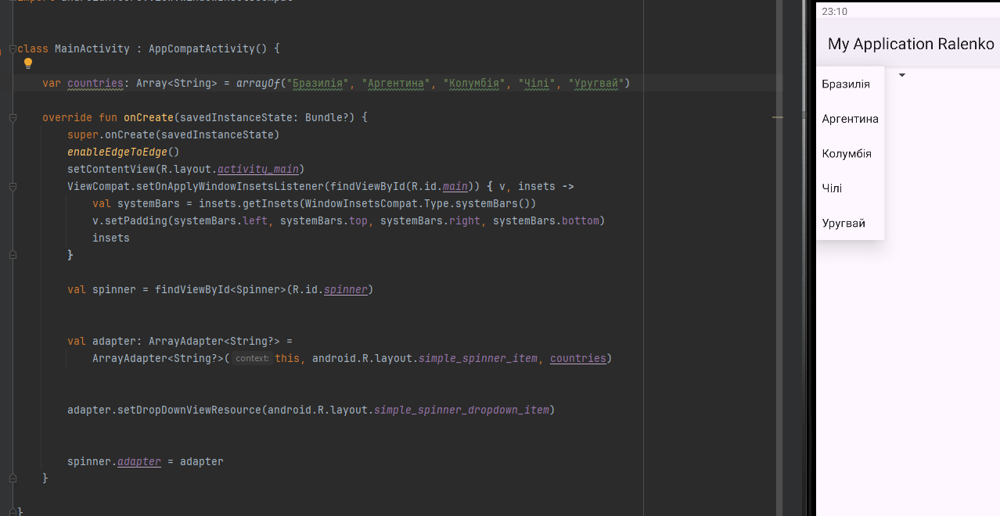 class MainActivity : AppCompatActivity() {
var countries: Array<String> = arrayOf("Бразилія", "Аргентина", "Колумбія", "Чілі", "Уругвай")
override fun onCreate(savedInstanceState: Bundle?) {
super.onCreate(savedInstanceState)
enableEdgeToEdge()
setContentView(R.layout.activity_main)
ViewCompat.setOnApplyWindowInsetsListener(findViewById(R.id.main)) { v, insets ->
val systemBars = insets.getInsets(WindowInsetsCompat.Type.systemBars())
v.setPadding(systemBars.left, systemBars.top, systemBars.right, systemBars.bottom)
insets
}
val spinner = findViewById<Spinner>(R.id.spinner)
val adapter: ArrayAdapter<String?> =
ArrayAdapter<String?>( context: this, android.R.layout.simple_spinner_item, countries)
adapter.setDropDownViewResource(android.R.layout.simple_spinner_dropdown_item)
spinner.adapter = adapter
}
}
23:10
My Application Ralenko
Бразилія
Аргентина
Колумбія
Чілі
Уругвай